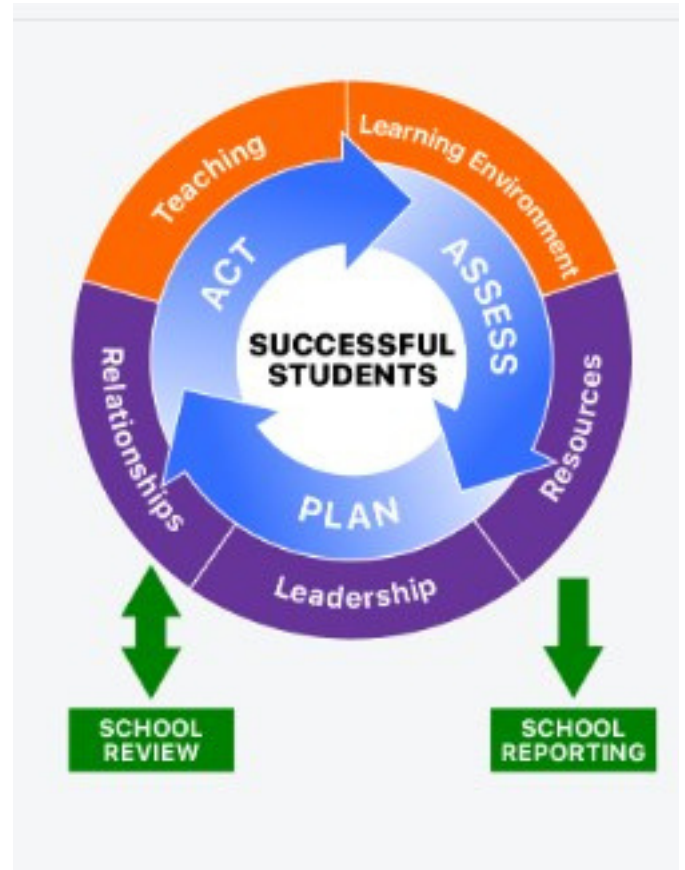 Teaching
Learning Environment
ACT
ASSESS
SUCCESSFUL
STUDENTS
Relationships
Resources
PLAN
Leadership
SCHOOL
REVIEW
SCHOOL
REPORTING